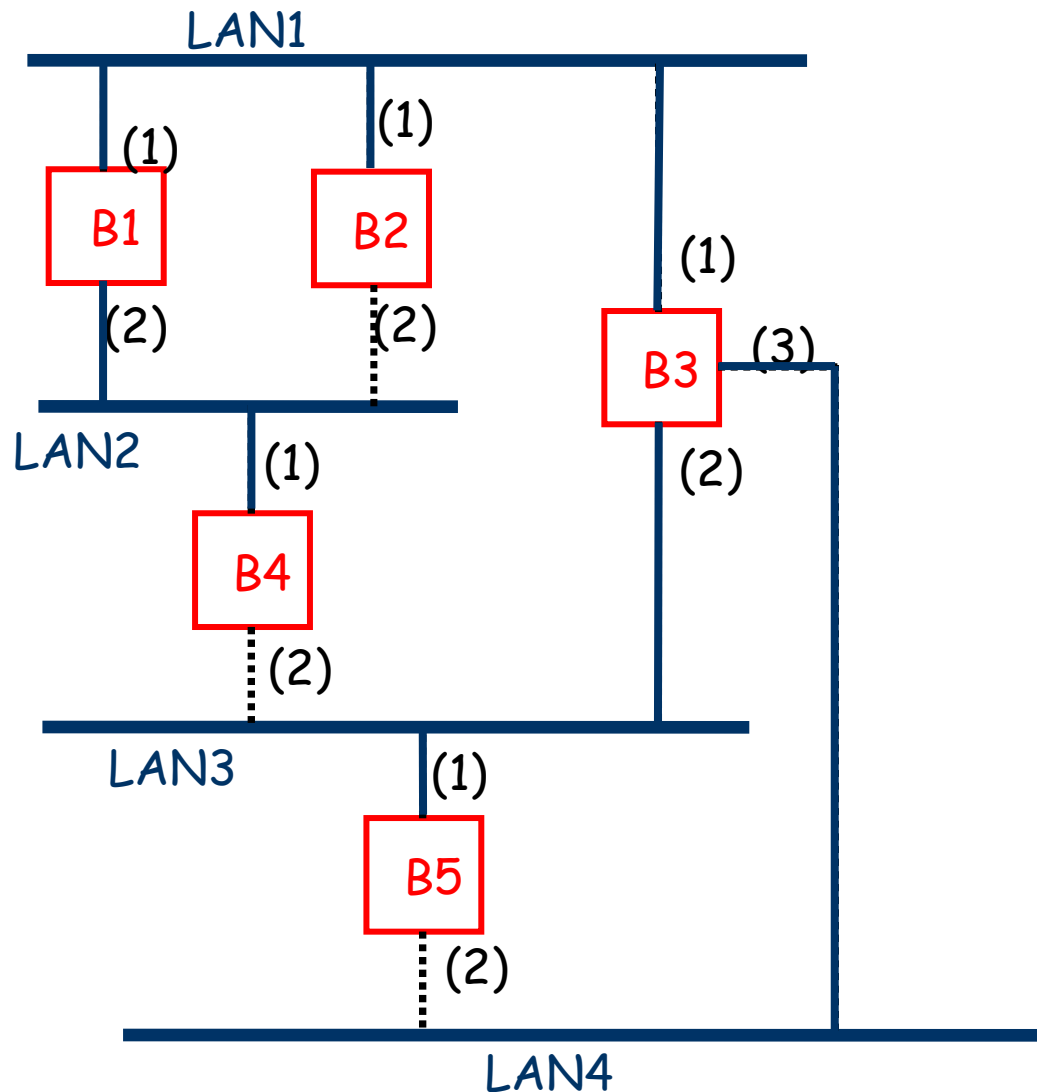 LAN1
(1)
(1)
B1
B2
(1)
(2)
(2)
(3)
B3
LAN2
(1)
(2)
B4
(2)
LAN3
(1)
B5
(2)
LAN4